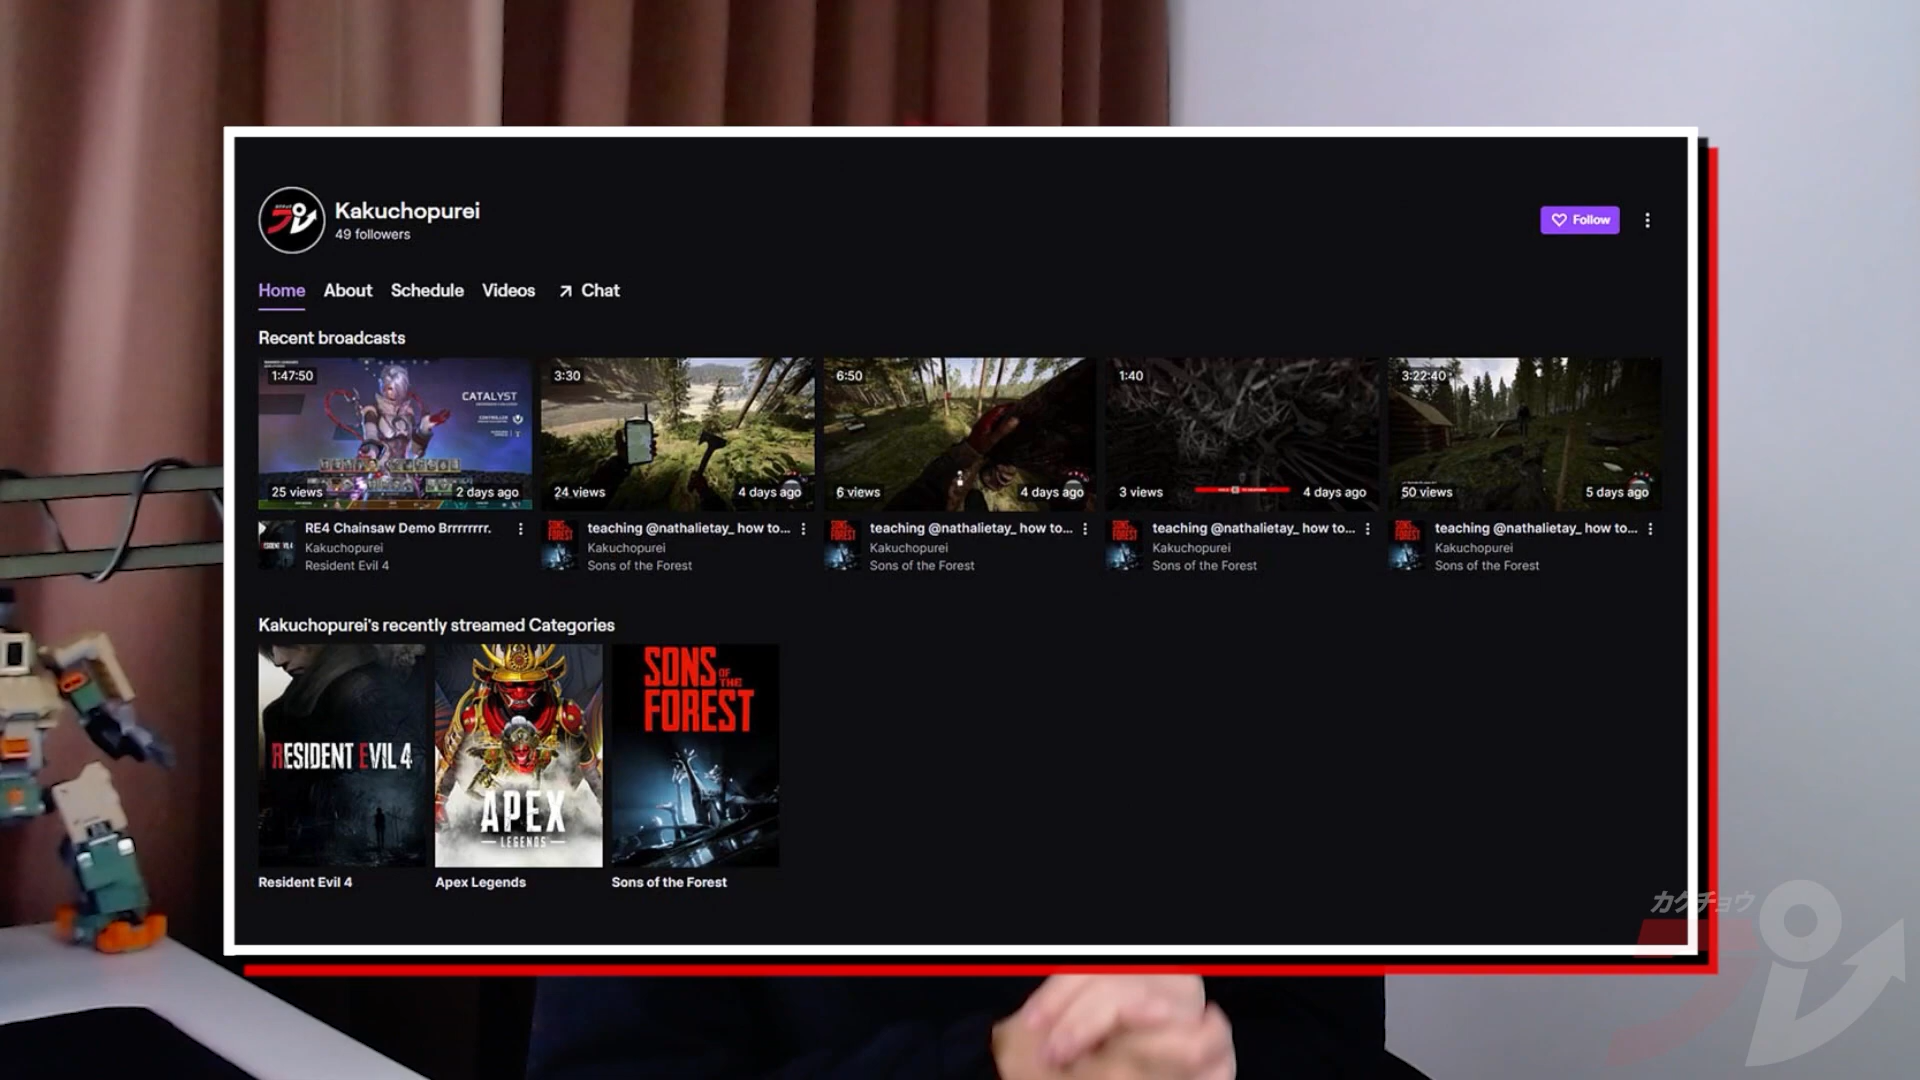 Kakuchopurei
49 followers
Follow
Home About Schedule Videos Chat
Recent broadcasts
1:47:50
CATALYST
25 views
2 days ago
RE4 Chainsaw Demo Brrrrrrrr.
Kakuchopurei
Resident Evil 4
3:30
24 views
4 days ago
teaching @nathalietay_ how to...
Kakuchopurei
Sons of the Forest
6:50
6 views
4 days ago
teaching @nathalietay_ how to...
Kakuchopurei
Sons of the Forest
1:40
3 views
4 days ago
teaching @nathalietay_ how to...
Kakuchopurei
Sons of the Forest
3:22:40
50 views
5 days ago
teaching @nathalietay_ how to...
Kakuchopurei
Sons of the Forest
Kakuchopurei's recently streamed Categories
RESIDENT EVIL 4
Resident Evil 4
APEX
LEGENDS
Apex Legends
SONS
OF THE
FOREST
Sons of the Forest
カクチョウ
プレ